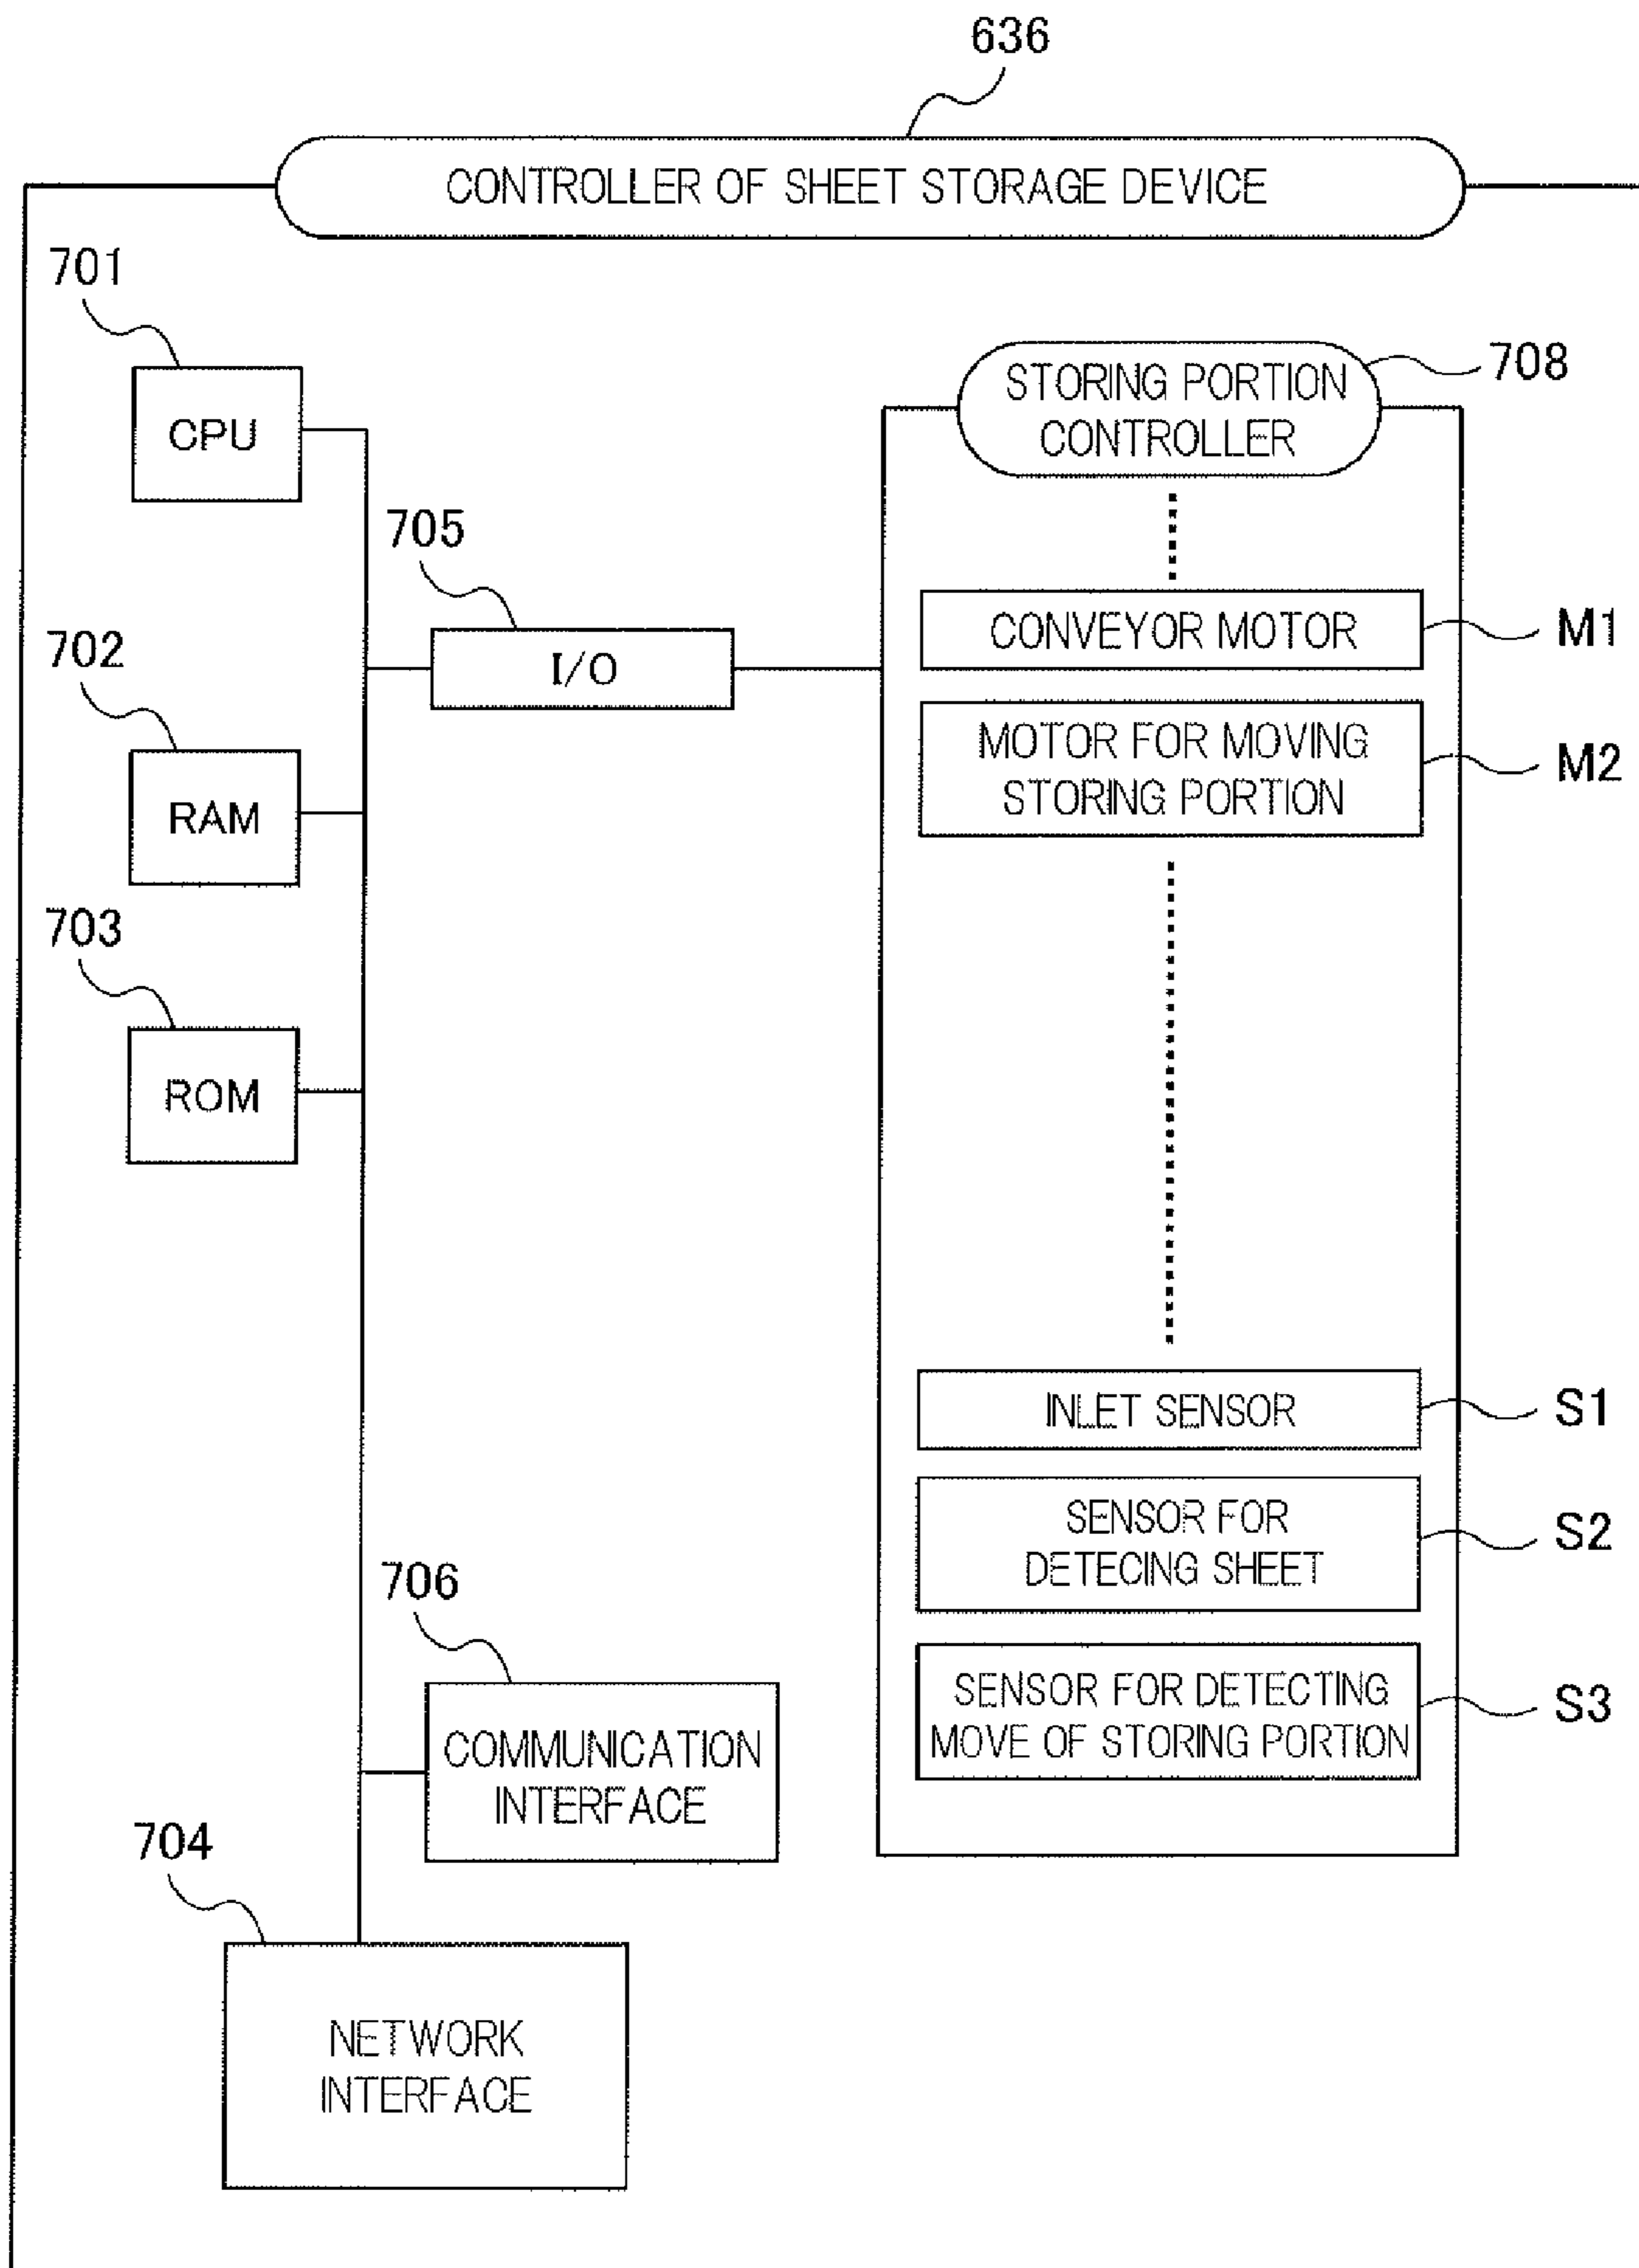 636
CONTROLLER OF SHEET STORAGE DEVICE
701
CPU
708
STORING PORTION
CONTROLLER
705
I/O
CONVEYOR MOTOR
M1
702
RAM
MOTOR FOR MOVING
STORING PORTION
M2
703
ROM
INLET SENSOR
S1
SENSOR FOR
DETECING SHEET
S2
706
COMMUNICATION
INTERFACE
SENSOR FOR DETECTING
MOVE OF STORING PORTION
S3
704
NETWORK
INTERFACE